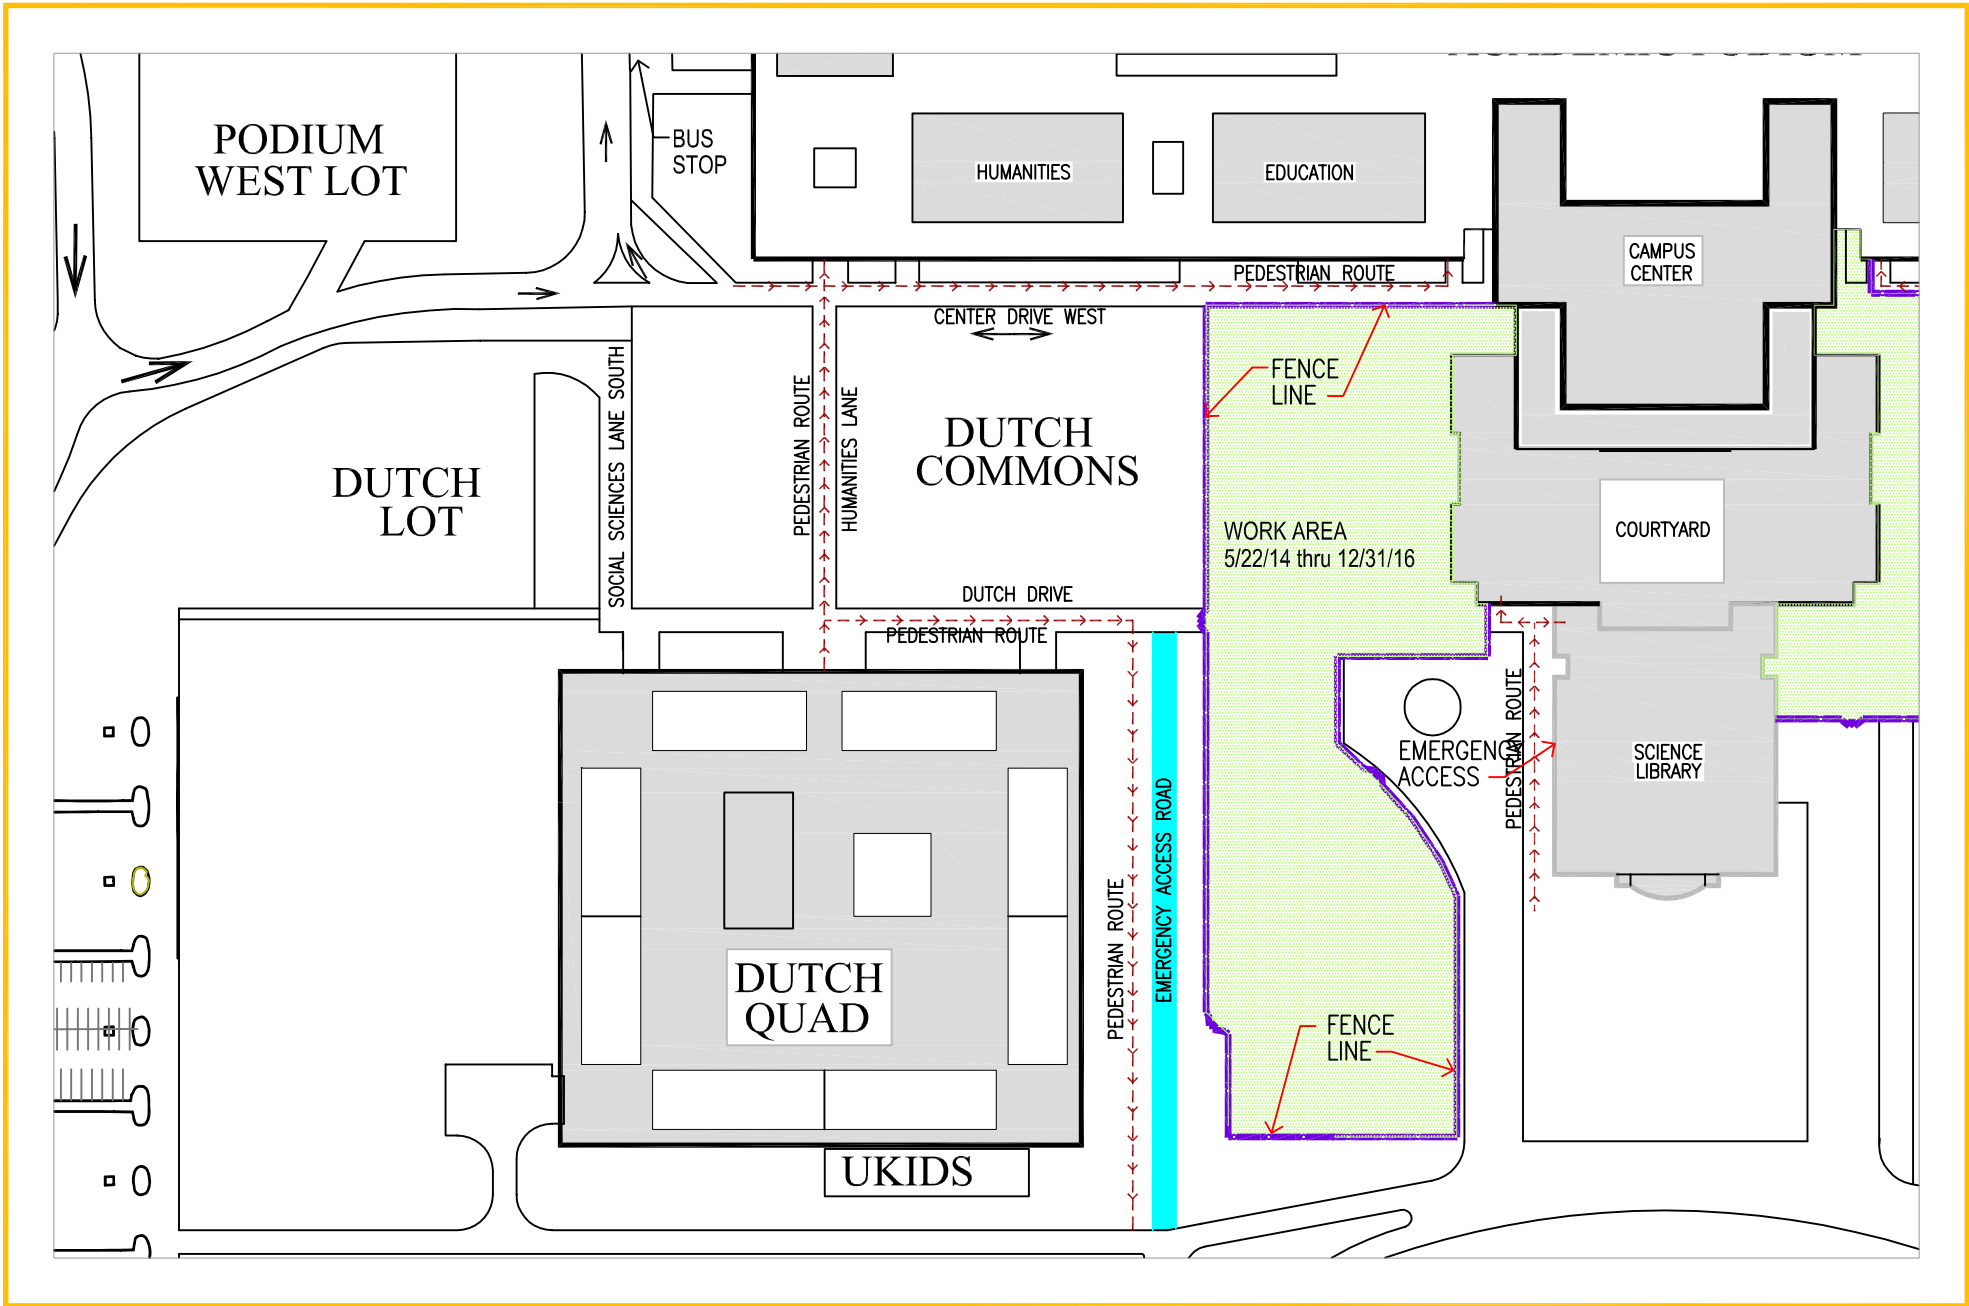 PODIUM
WEST LOT
BUS
STOP
HUMANITIES
EDUCATION
CAMPUS
CENTER
PEDESTRIAN ROUTE
CENTER DRIVE WEST
FENCE
LINE
SOCIAL SCIENCES LANE SOUTH
PEDESTRIAN ROUTE
HUMANITIES LANE
DUTCH
COMMONS
DUTCH
LOT
WORK AREA
5/22/14 thru 12/31/16
COURTYARD
DUTCH DRIVE
PEDESTRIAN ROUTE
EMERGENCY
ACCESS
PEDESTRIAN ROUTE
SCIENCE
LIBRARY
EMERGENCY ACCESS ROAD
PEDESTRIAN ROUTE
DUTCH
QUAD
FENCE
LINE
UKIDS